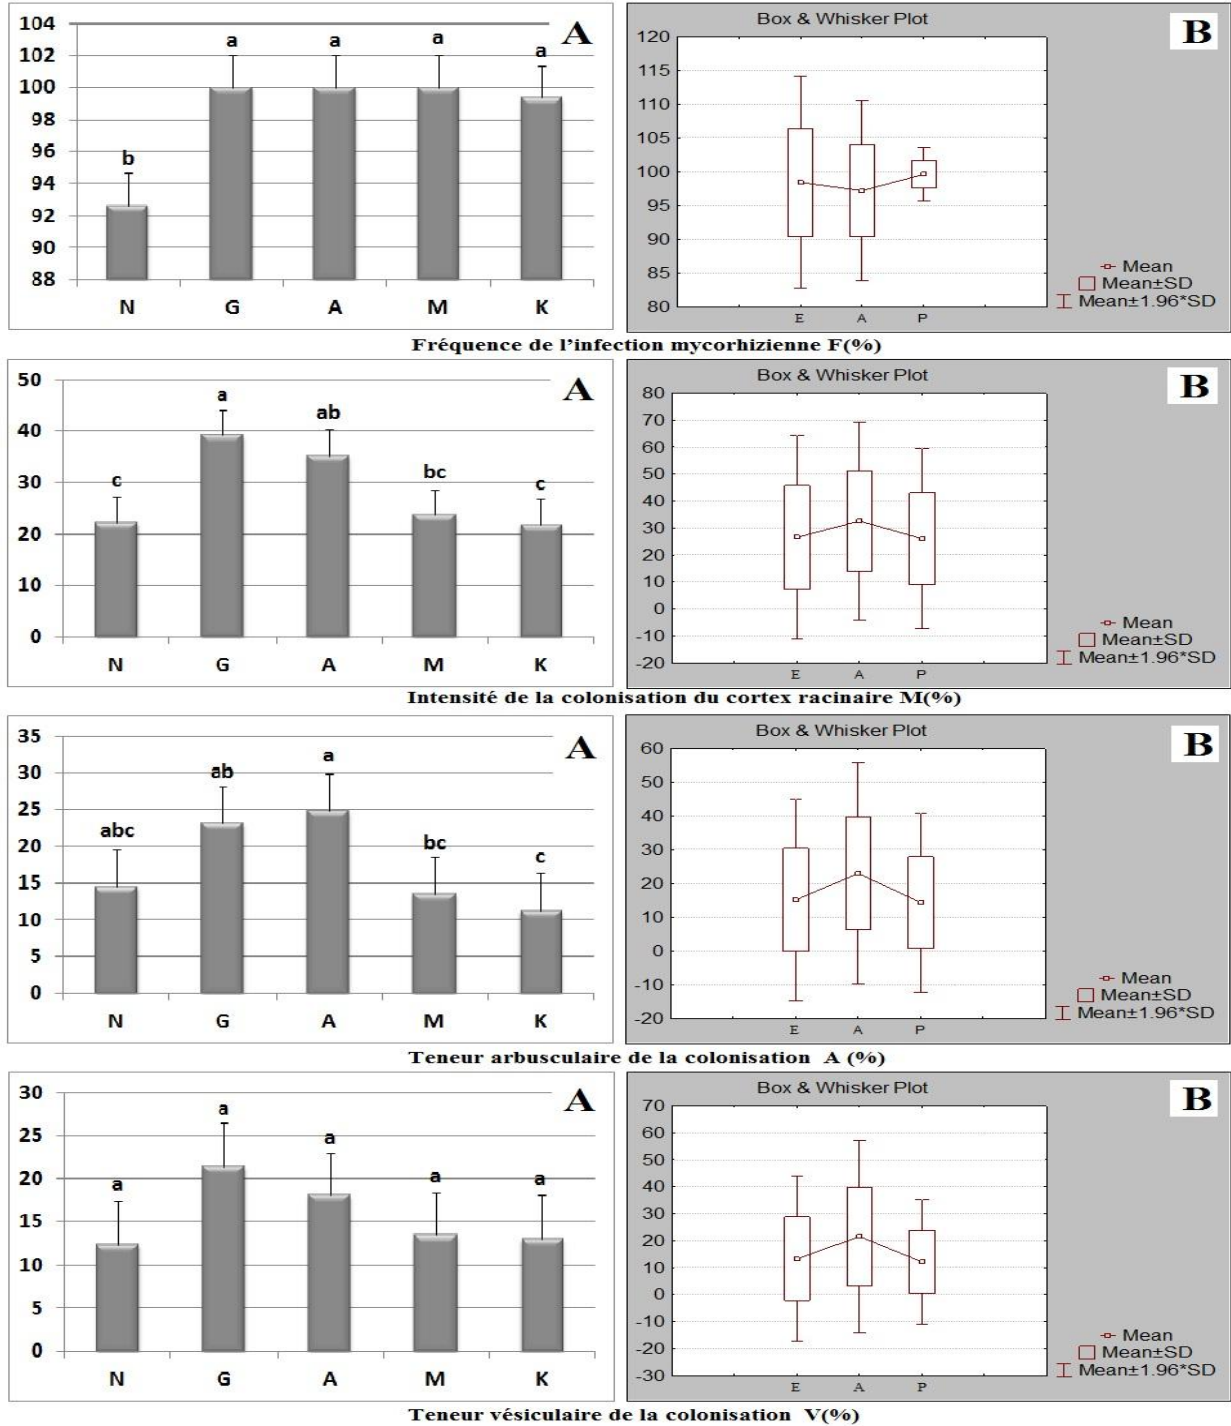 A
104
102
100
98
96
94
92
90
88
b
a
a
a
a
N G A M K
Box & Whisker Plot
B
120
115
110
105
100
95
90
85
80
E A P
Mean
Mean±SD
Mean±1.96*SD
Fréquence de l'infection mycorhizienne F(%)
A
50
40
30
20
10
0
c
a
ab
bc
c
N G A M K
Box & Whisker Plot
B
80
70
60
50
40
30
20
10
0
-10
-20
E A P
Mean
Mean±SD
Mean±1.96*SD
Intensité de la colonisation du cortex racinaire M(%)
A
35
30
25
20
15
10
5
0
abc
ab
a
bc
c
N G A M K
Box & Whisker Plot
B
60
50
40
30
20
10
0
-10
-20
E A P
Mean
Mean±SD
Mean±1.96*SD
Teneur arbusculaire de la colonisation A (%)
A
30
25
20
15
10
5
0
a
a
a
a
a
N G A M K
Box & Whisker Plot
B
70
60
50
40
30
20
10
0
-10
-20
-30
E A P
Mean
Mean±SD
Mean±1.96*SD
Teneur vésiculaire de la colonisation V(%)